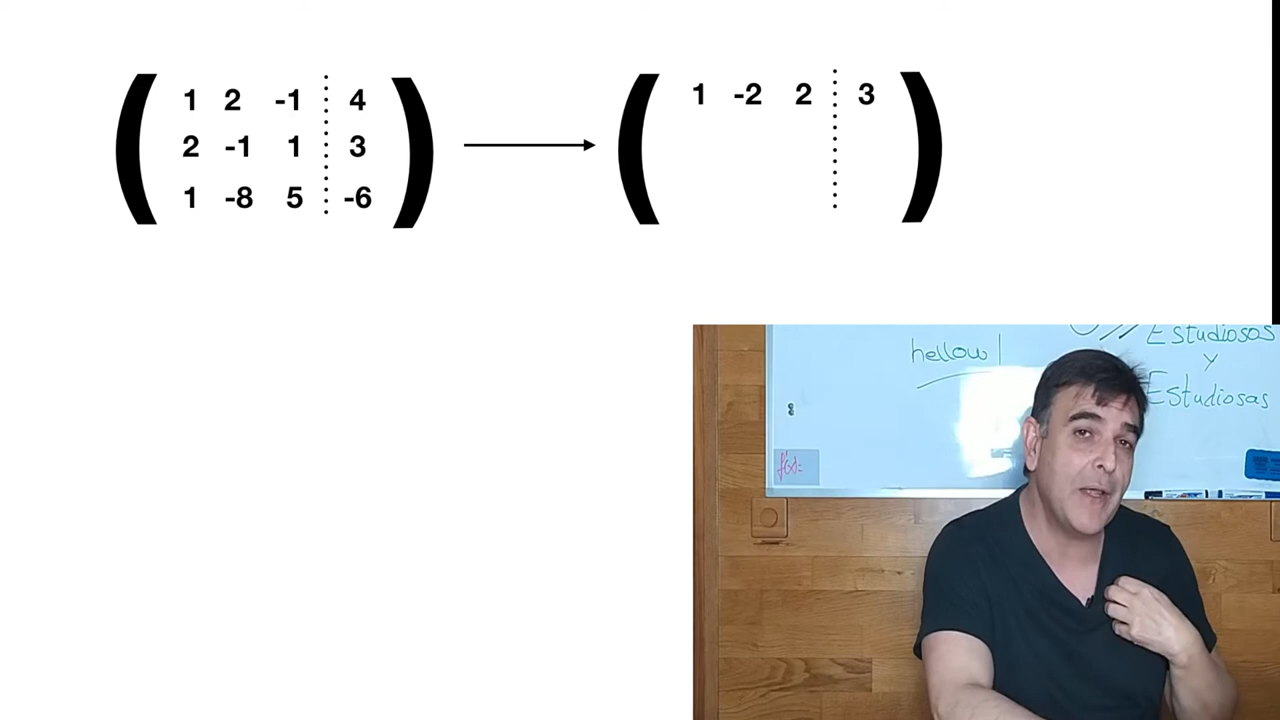 1 2 -1 4
2 -1 1 3
1 -8 5 -6
1 -2 2 3
hellow!
Estudiosos
y
Estudiosas
f(x)=